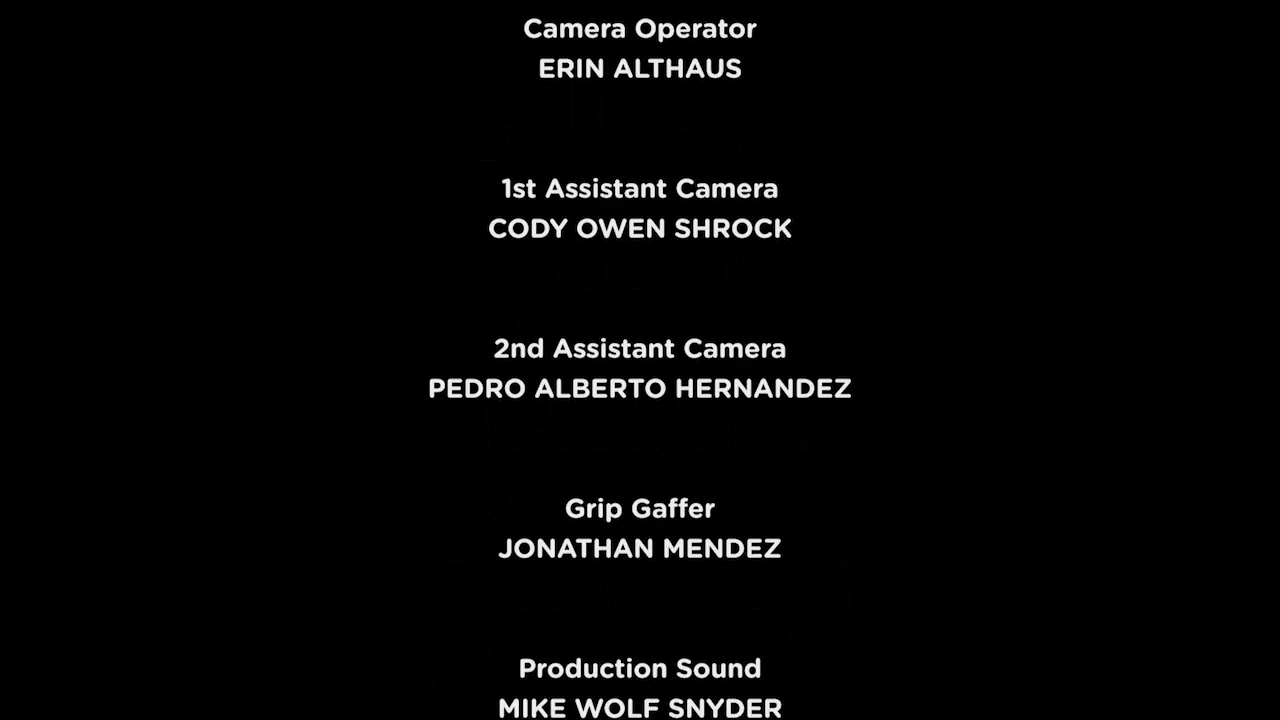 Camera Operator
ERIN ALTHAUS
1st Assistant Camera
CODY OWEN SHROCK
2nd Assistant Camera
PEDRO ALBERTO HERNANDEZ
Grip Gaffer
JONATHAN MENDEZ
Production Sound
MIKE WOLF SNYDER